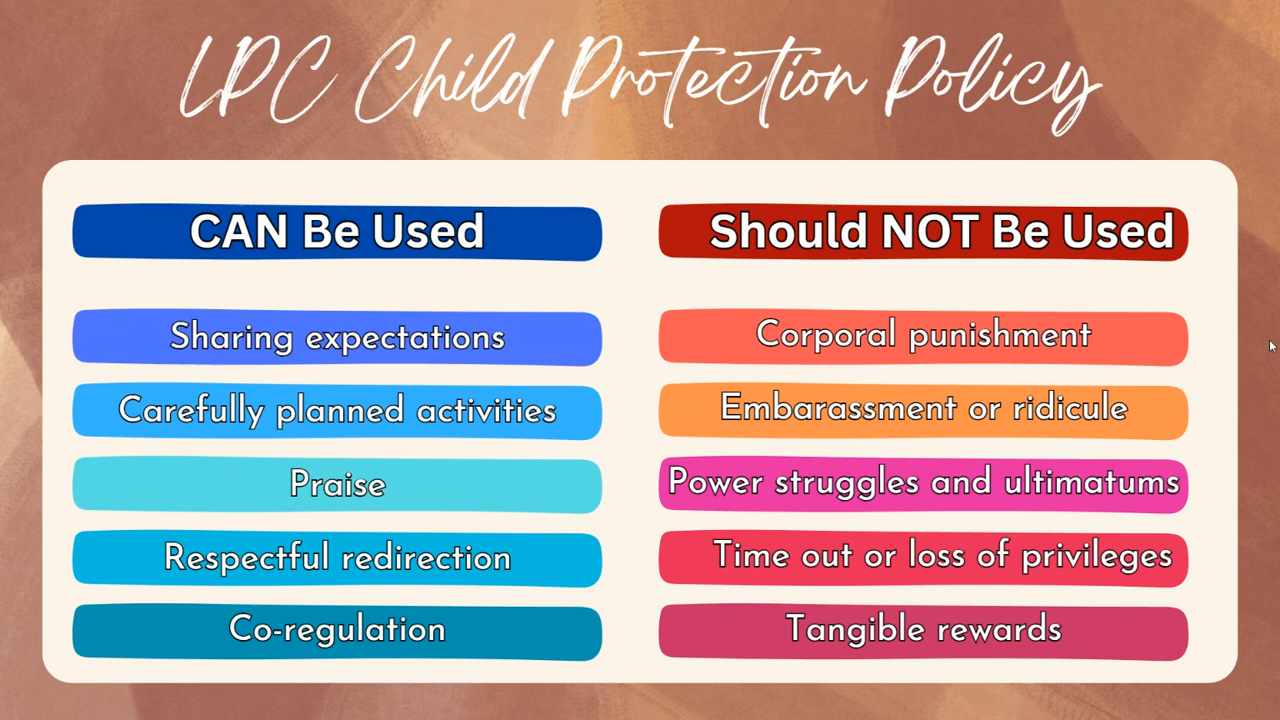 LPC Child Protection Policy
CAN Be Used
Sharing expectations
Carefully planned activities
Praise
Respectful redirection
Co-regulation
Should NOT Be Used
Corporal punishment
Embarassment or ridicule
Power struggles and ultimatums
Time out or loss of privileges
Tangible rewards